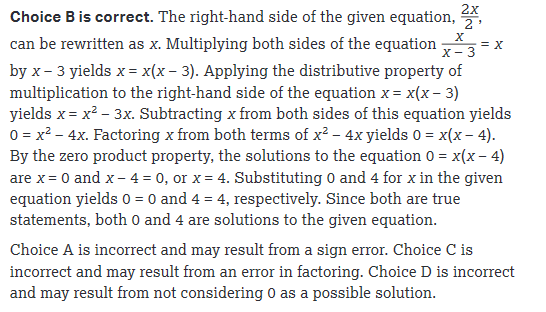 Choice B is correct. The right-hand side of the given equation, 2x/2,
can be rewritten as x. Multiplying both sides of the equation x/(x – 3) = x
by x – 3 yields x = x(x – 3). Applying the distributive property of
multiplication to the right-hand side of the equation x = x(x – 3)
yields x = x² – 3x. Subtracting x from both sides of this equation yields
0 = x² – 4x. Factoring x from both terms of x² – 4x yields 0 = x(x – 4).
By the zero product property, the solutions to the equation 0 = x(x – 4)
are x = 0 and x – 4 = 0, or x = 4. Substituting 0 and 4 for x in the given
equation yields 0 = 0 and 4 = 4, respectively. Since both are true
statements, both 0 and 4 are solutions to the given equation.
Choice A is incorrect and may result from a sign error. Choice C is
incorrect and may result from an error in factoring. Choice D is incorrect
and may result from not considering 0 as a possible solution.